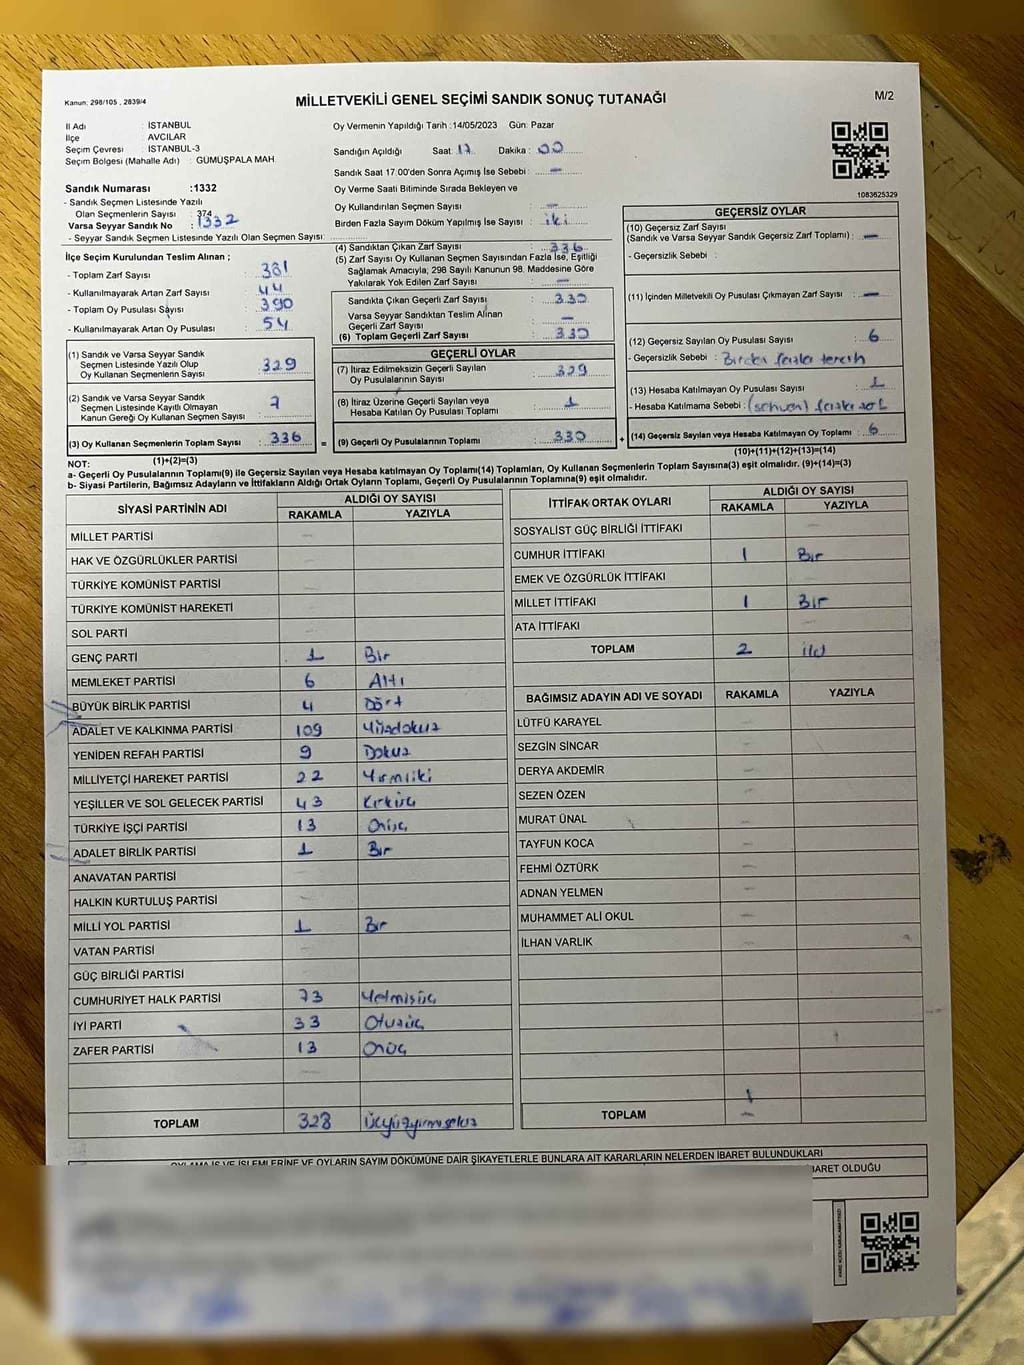 Kanun: 298/105 , 2839/4
MİLLETVEKİLİ GENEL SEÇİMİ SANDIK SONUÇ TUTANAĞI
M/2
İl Adı : İSTANBUL
İlçe AVCILAR
Seçim Çevresi : İSTANBUL-3
Seçim Bölgesi (Mahalle Adı) : GÜMÜŞPALA MAH.
Sandık Numarası :1332
- Sandık Seçmen Listesinde Yazılı
Olan Seçmenlerin Sayısı : 374
Varsa Seyyar Sandık No : 1332
- Seyyar Sandık Seçmen Listesinde Yazılı Olan Seçmen Sayısı:
Oy Vermenin Yapıldığı Tarih :14/05/2023 Gün: Pazar
Sandığın Açıldığı Saat: 17 Dakika : 00
Sandık Saat 17.00'den Sonra Açımış İse Sebebi : —
Oy Verme Saati Bitiminde Sırada Bekleyen ve
Oy Kullandırılan Seçmen Sayısı : —
Birden Fazla Sayım Döküm Yapılmış İse Sayısı : iki
1083625329
İlçe Seçim Kurulundan Teslim Alınan ;
- Toplam Zarf Sayısı : 381
- Kullanılmayarak Artan Zarf Sayısı : 44
- Toplam Oy Pusulası Sayısı : 390
- Kullanılmayarak Artan Oy Pusulası : 54
(1) Sandık ve Varsa Seyyar Sandık
Seçmen Listesinde Yazılı Olup
Oy Kullanan Seçmenlerin Sayısı : 329
(2) Sandık ve Varsa Seyyar Sandık
Seçmen Listesinde Kayıtlı Olmayan
Kanun Gereği Oy Kullanan Seçmen Sayısı : 7
(3) Oy Kullanan Seçmenlerin Toplam Sayısı : 336
(1)+(2)=(3)
(4) Sandıktan Çıkan Zarf Sayısı : 336
(5) Zarf Sayısı Oy Kullanan Seçmen Sayısından Fazla İse, Eşitliği
Sağlamak Amacıyla; 298 Sayılı Kanunun 98. Maddesine Göre
Yakılarak Yok Edilen Zarf Sayısı : —
Sandıkta Çıkan Geçerli Zarf Sayısı : 330
Varsa Seyyar Sandıktan Teslim Alınan
Geçerli Zarf Sayısı : —
(6) Toplam Geçerli Zarf Sayısı : 330
GEÇERLİ OYLAR
(7) İtiraz Edilmeksizin Geçerli Sayılan
Oy Pusulalarının Sayısı : 329
(8) İtiraz Üzerine Geçerli Sayılan veya
Hesaba Katılan Oy Pusulası Toplamı : 1
= (9) Geçerli Oy Pusulalarının Toplamı : 330 +
GEÇERSİZ OYLAR
(10) Geçersiz Zarf Sayısı
(Sandık ve Varsa Seyyar Sandık Geçersiz Zarf Toplamı) : —
- Geçersizlik Sebebi :
(11) İçinden Milletvekili Oy Pusulası Çıkmayan Zarf Sayısı : —
(12) Geçersiz Sayılan Oy Pusulası Sayısı : 6
- Geçersizlik Sebebi : Birden fazla tercih
(13) Hesaba Katılmayan Oy Pusulası Sayısı : 1
- Hesaba Katılmama Sebebi :
(14) Geçersiz Sayılan veya Hesaba Katılmayan Oy Toplamı : 6
(10)+(11)+(12)+(13)=(14)
NOT:
a- Geçerli Oy Pusulalarının Toplamı(9) ile Geçersiz Sayılan veya Hesaba katılmayan Oy Toplamı(14) Toplamları, Oy Kullanan Seçmenlerin Toplam Sayısına(3) eşit olmalıdır. (9)+(14)=(3)
b- Siyasi Partilerin, Bağımsız Adayların ve İttifakların Aldığı Ortak Oyların Toplamı, Geçerli Oy Pusulalarının Toplamına(9) eşit olmalıdır.
SİYASİ PARTİNİN ADI ALDIĞI OY SAYISI
RAKAMLA YAZIYLA
MİLLET PARTİSİ —
HAK VE ÖZGÜRLÜKLER PARTİSİ
TÜRKİYE KOMÜNİST PARTİSİ
TÜRKİYE KOMÜNİST HAREKETİ
SOL PARTİ —
GENÇ PARTİ 1 Bir
MEMLEKET PARTİSİ 6 Altı
BÜYÜK BİRLİK PARTİSİ 4 Dört
ADALET VE KALKINMA PARTİSİ 109 Yüzdokuz
YENİDEN REFAH PARTİSİ 9 Dokuz
MİLLİYETÇİ HAREKET PARTİSİ 22 Yirmiiki
YEŞİLLER VE SOL GELECEK PARTİSİ 43 Kırküç
TÜRKİYE İŞÇİ PARTİSİ 13 Onüç
ADALET BİRLİK PARTİSİ 1 Bir
ANAVATAN PARTİSİ
HALKIN KURTULUŞ PARTİSİ —
MİLLİ YOL PARTİSİ 1 Bir
VATAN PARTİSİ —
GÜÇ BİRLİĞİ PARTİSİ
CUMHURİYET HALK PARTİSİ 73 Yetmişüç
İYİ PARTİ 33 Otuzüç
ZAFER PARTİSİ 13 Onüç
TOPLAM 328 Üçyüzyirmisekiz
İTTİFAK ORTAK OYLARI ALDIĞI OY SAYISI
RAKAMLA YAZIYLA
SOSYALİST GÜÇ BİRLİĞİ İTTİFAKI
CUMHUR İTTİFAKI 1 Bir
EMEK VE ÖZGÜRLÜK İTTİFAKI
MİLLET İTTİFAKI 1 Bir
ATA İTTİFAKI
TOPLAM 2 iki
BAĞIMSIZ ADAYIN ADI VE SOYADI RAKAMLA YAZIYLA
LÜTFÜ KARAYEL —
SEZGİN SİNCAR —
DERYA AKDEMİR —
SEZEN ÖZEN —
MURAT ÜNAL —
TAYFUN KOCA —
FEHMİ ÖZTÜRK —
ADNAN YELMEN —
MUHAMMET ALİ OKUL —
İLHAN VARLIK —
TOPLAM —
OYLAMA İŞ VE İŞLEMLERİNE VE OYLARIN SAYIM DÖKÜMÜNE DAİR ŞİKAYETLERLE BUNLARA AİT KARARLARIN NELERDEN İBARET BULUNDUKLARI
BARET OLDUĞU